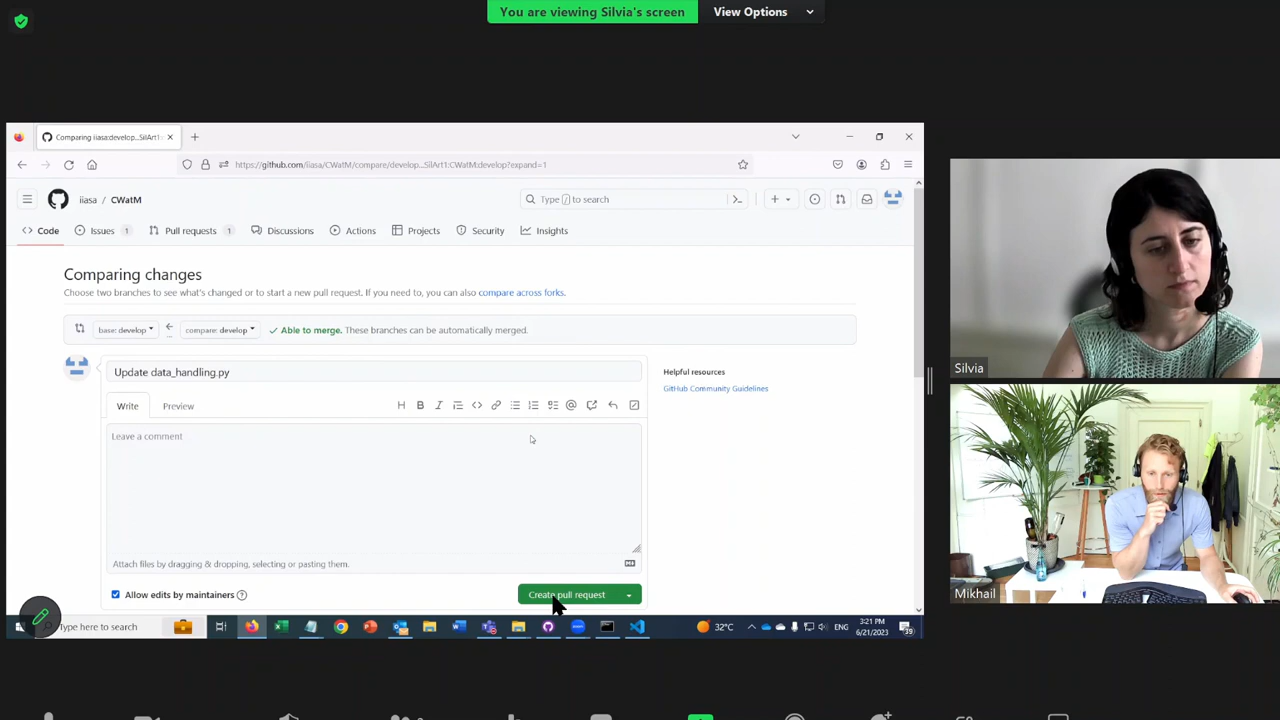 You are viewing Silvia's screen
View Options
Comparing iiasa:develop...SilArt1:
https://github.com/iiasa/CWatM/compare/develop...SilArt1:CWatM:develop?expand=1
iiasa / CWatM
Type / to search
Code
Issues 1
Pull requests 1
Discussions
Actions
Projects
Security
Insights
Comparing changes
Choose two branches to see what's changed or to start a new pull request. If you need to, you can also compare across forks.
base: develop
compare: develop
Able to merge. These branches can be automatically merged.
Update data_handling.py
Helpful resources
GitHub Community Guidelines
Write
Preview
H B
Leave a comment
Attach files by dragging & dropping, selecting or pasting them.
Allow edits by maintainers
Create pull request
Type here to search
32°C
3:21 PM
6/21/2023
39
Silvia
Mikhail